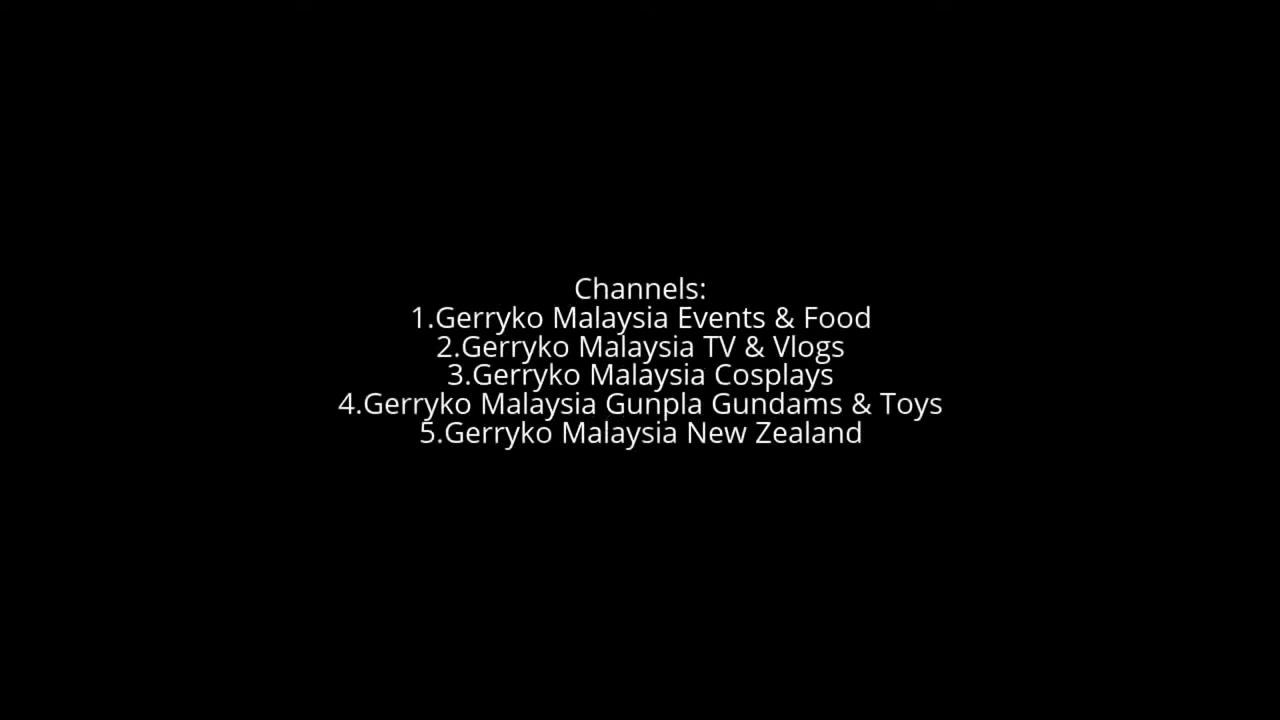 Channels:
1.Gerryko Malaysia Events & Food
2.Gerryko Malaysia TV & Vlogs
3.Gerryko Malaysia Cosplays
4.Gerryko Malaysia Gunpla Gundams & Toys
5.Gerryko Malaysia New Zealand